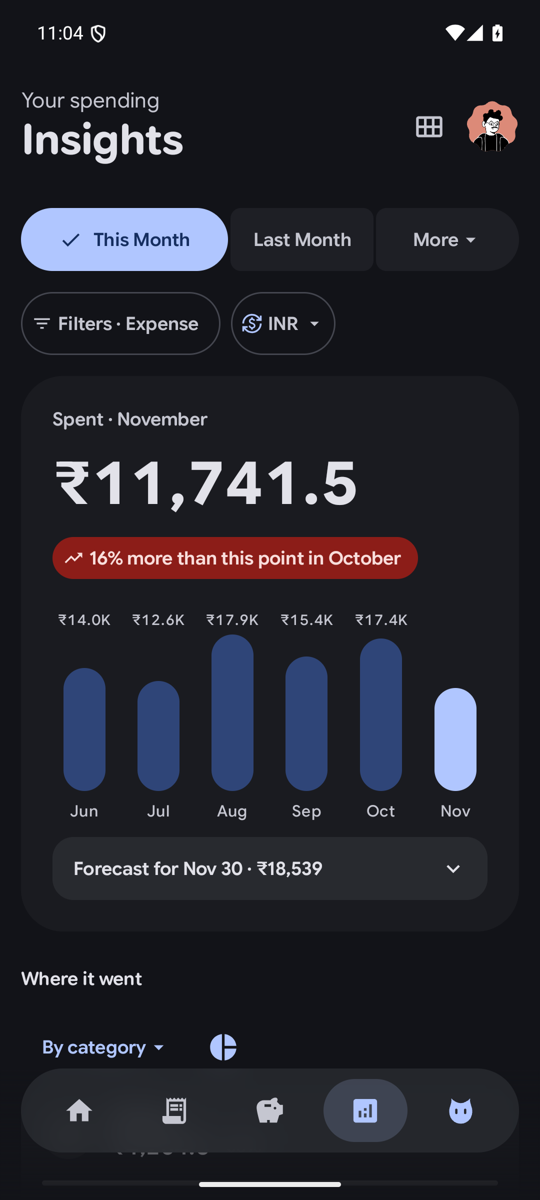 11:04
Your spending
Insights
This Month
Last Month
More
Filters · Expense
INR
Spent · November
₹11,741.5
16% more than this point in October
₹14.0K ₹12.6K ₹17.9K ₹15.4K ₹17.4K
Jun Jul Aug Sep Oct Nov
Forecast for Nov 30 · ₹18,539
Where it went
By category